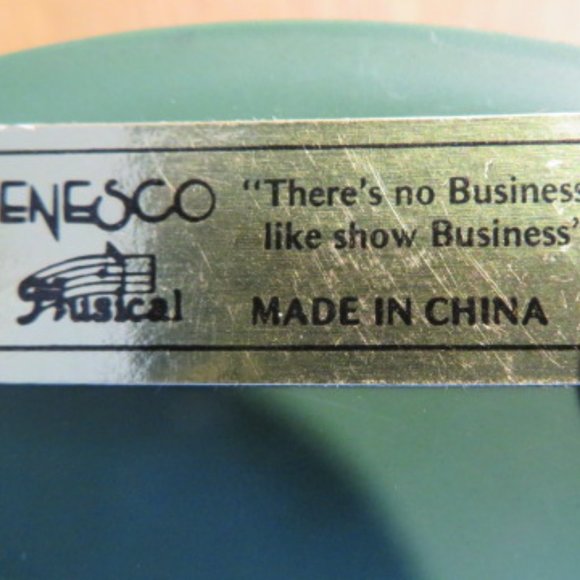 ENESCO
Musical
"There's no Business
like show Business"
MADE IN CHINA